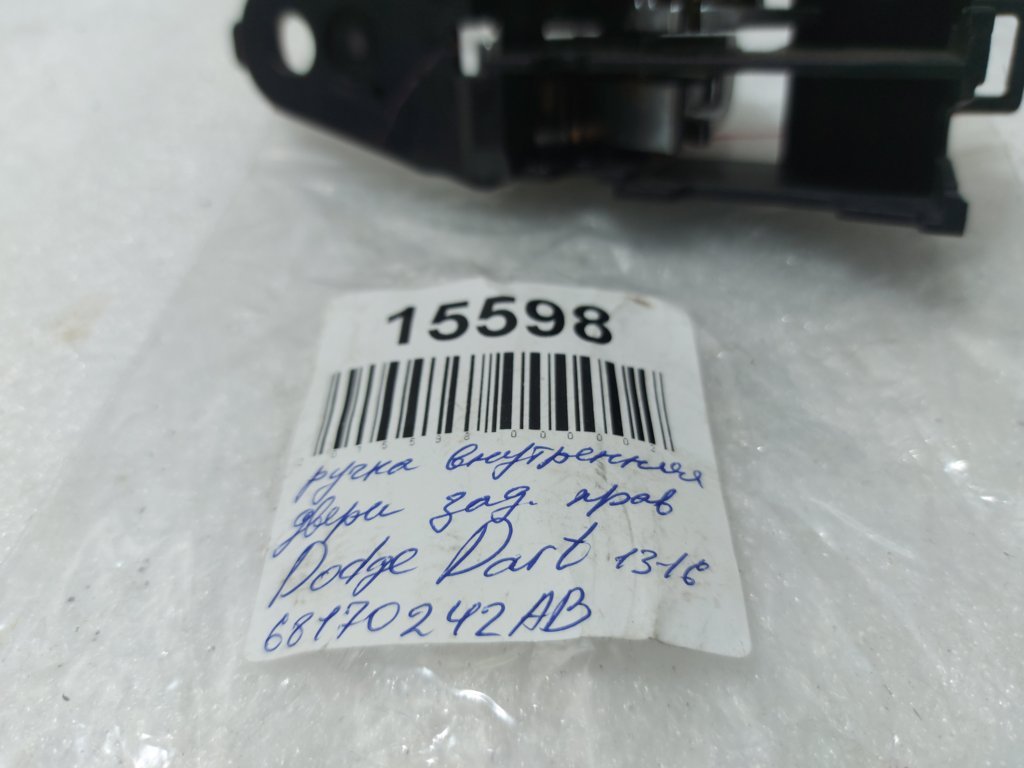 15598
ручка внутренняя
двери зад. прав
Dodge Dart 13-16
68170242AB